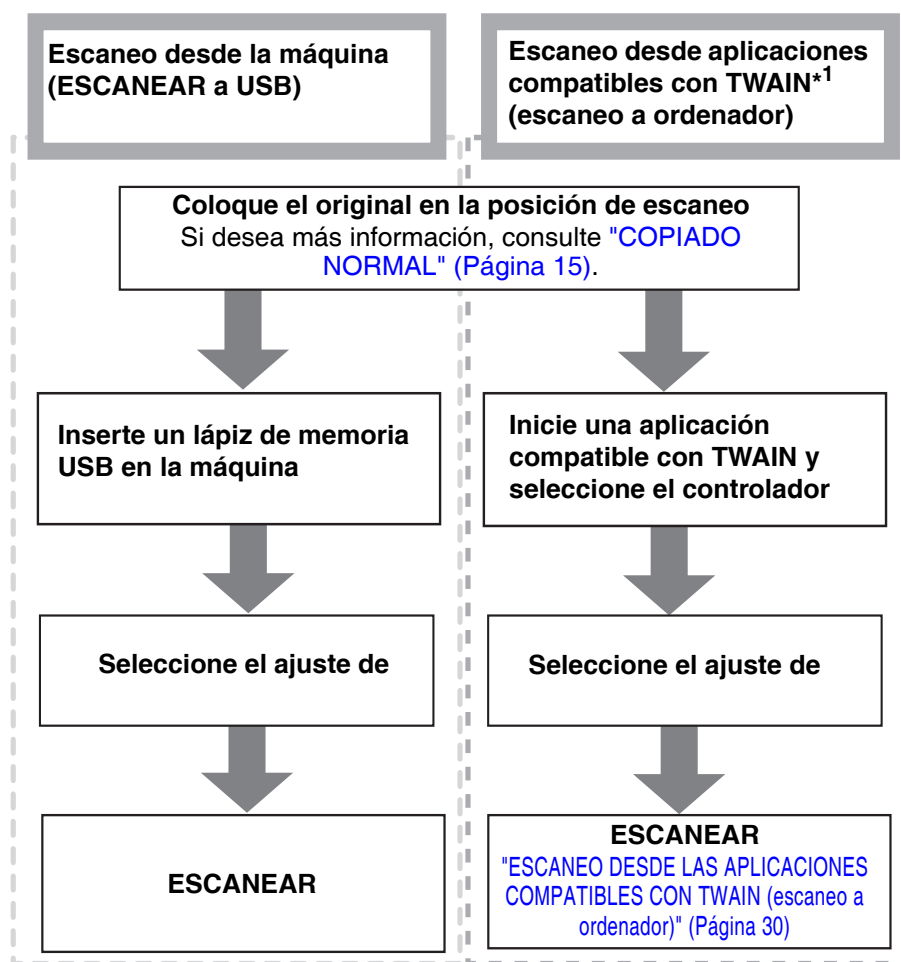 Escaneo desde la máquina
(ESCANEAR a USB)
Escaneo desde aplicaciones
compatibles con TWAIN*1
(escaneo a ordenador)
Coloque el original en la posición de escaneo
Si desea más información, consulte "COPIADO
NORMAL" (Página 15).
Inserte un lápiz de memoria
USB en la máquina
Inicie una aplicación
compatible con TWAIN y
seleccione el controlador
Seleccione el ajuste de
Seleccione el ajuste de
ESCANEAR
ESCANEAR
"ESCANEO DESDE LAS APLICACIONES
COMPATIBLES CON TWAIN (escaneo a
ordenador)" (Página 30)